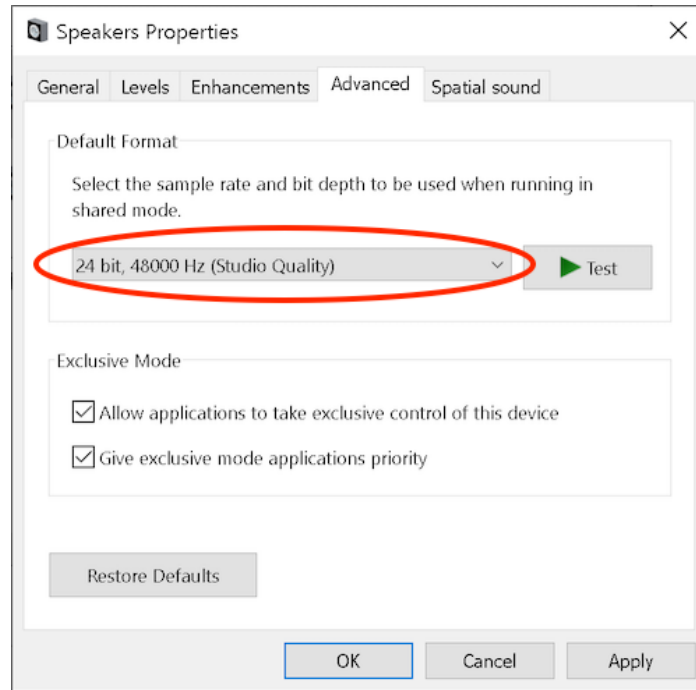 Speakers Properties
General Levels Enhancements Advanced Spatial sound
Default Format
Select the sample rate and bit depth to be used when running in
shared mode.
24 bit, 48000 Hz (Studio Quality)
Test
Exclusive Mode
Allow applications to take exclusive control of this device
Give exclusive mode applications priority
Restore Defaults
OK Cancel Apply